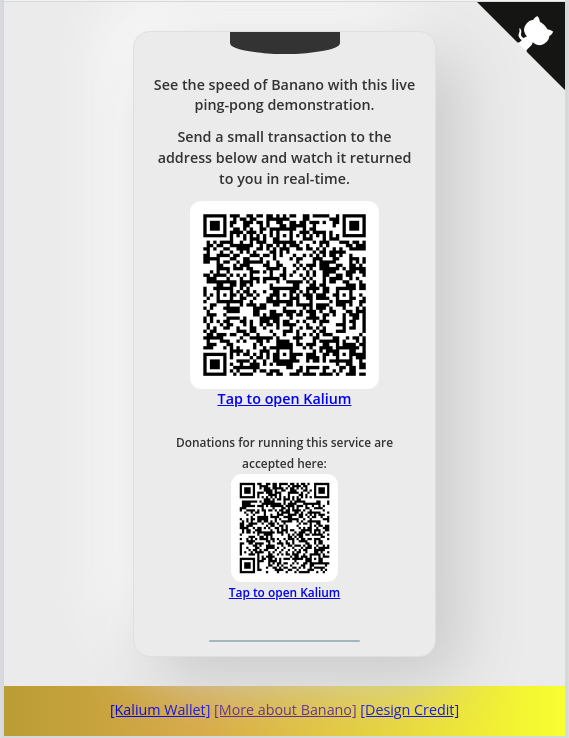 See the speed of Banano with this live
ping-pong demonstration.
Send a small transaction to the
address below and watch it returned
to you in real-time.
Tap to open Kalium
Donations for running this service are
accepted here:
Tap to open Kalium
[Kalium Wallet] [More about Banano] [Design Credit]